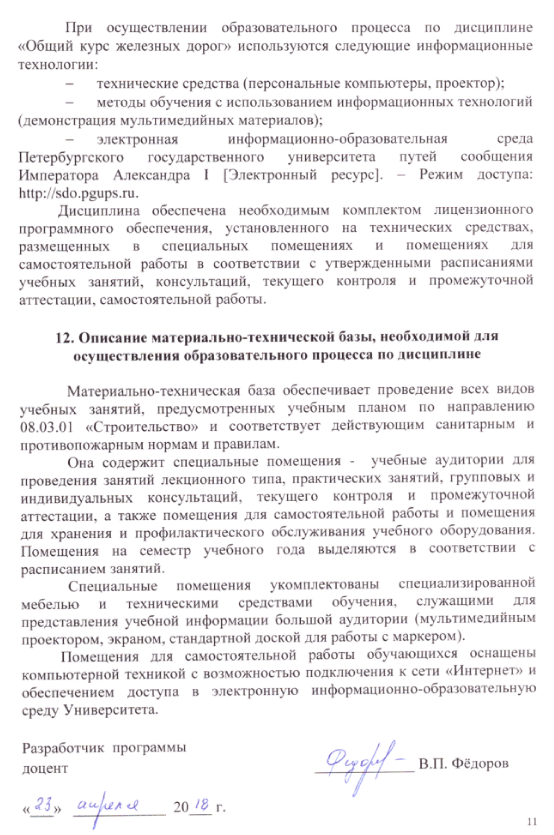 При осуществлении образовательного процесса по дисциплине
«Общий курс железных дорог» используются следующие информационные
технологии:
– технические средства (персональные компьютеры, проектор);
– методы обучения с использованием информационных технологий
(демонстрация мультимедийных материалов);
– электронная информационно-образовательная среда
Петербургского государственного университета путей сообщения
Императора Александра I [Электронный ресурс]. – Режим доступа:
http://sdo.pgups.ru.
Дисциплина обеспечена необходимым комплектом лицензионного
программного обеспечения, установленного на технических средствах,
размещенных в специальных помещениях и помещениях для
самостоятельной работы в соответствии с утвержденными расписаниями
учебных занятий, консультаций, текущего контроля и промежуточной
аттестации, самостоятельной работы.
12. Описание материально-технической базы, необходимой для
осуществления образовательного процесса по дисциплине
Материально-техническая база обеспечивает проведение всех видов
учебных занятий, предусмотренных учебным планом по направлению
08.03.01 «Строительство» и соответствует действующим санитарным и
противопожарным нормам и правилам.
Она содержит специальные помещения - учебные аудитории для
проведения занятий лекционного типа, практических занятий, групповых и
индивидуальных консультаций, текущего контроля и промежуточной
аттестации, а также помещения для самостоятельной работы и помещения
для хранения и профилактического обслуживания учебного оборудования.
Помещения на семестр учебного года выделяются в соответствии с
расписанием занятий.
Специальные помещения укомплектованы специализированной
мебелью и техническими средствами обучения, служащими для
представления учебной информации большой аудитории (мультимедийным
проектором, экраном, стандартной доской для работы с маркером).
Помещения для самостоятельной работы обучающихся оснащены
компьютерной техникой с возможностью подключения к сети «Интернет» и
обеспечением доступа в электронную информационно-образовательную
среду Университета.
Разработчик программы
доцент В.П. Фёдоров
«23» апреля 2018 г.
11